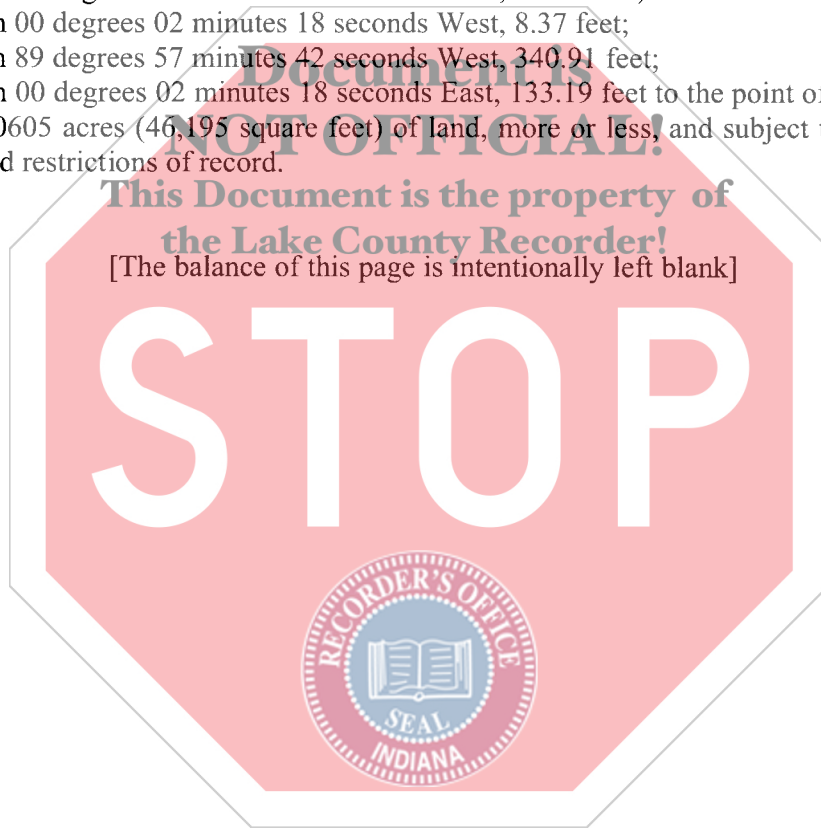 00 degrees 02 minutes 18 seconds West, 8.37 feet;
89 degrees 57 minutes 42 seconds West, 340.91 feet;
Document is
00 degrees 02 minutes 18 seconds East, 133.19 feet to the point
0605 acres (46,195 square feet) of land, more or less, and subject
NOT OFFICIAL!
restrictions of record.
This Document is the property of
the Lake County Recorder!
[The balance of this page is intentionally left blank]
STOP
RECORDER'S OFFICE
SEAL
INDIANA